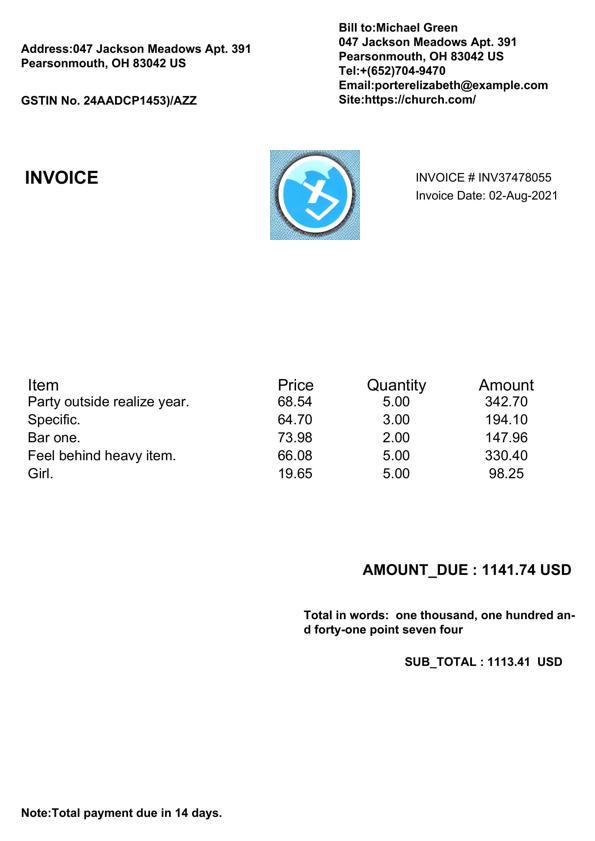 Address:047 Jackson Meadows Apt. 391
Pearsonmouth, OH 83042 US
GSTIN No. 24AADCP1453)/AZZ
Bill to:Michael Green
047 Jackson Meadows Apt. 391
Pearsonmouth, OH 83042 US
Tel:+(652)704-9470
Email:porterelizabeth@example.com
Site:https://church.com/
INVOICE
INVOICE # INV37478055
Invoice Date: 02-Aug-2021
Item Price Quantity Amount
Party outside realize year. 68.54 5.00 342.70
Specific. 64.70 3.00 194.10
Bar one. 73.98 2.00 147.96
Feel behind heavy item. 66.08 5.00 330.40
Girl. 19.65 5.00 98.25
AMOUNT_DUE : 1141.74 USD
Total in words:  one thousand, one hundred an-
d forty-one point seven four
SUB_TOTAL : 1113.41  USD
Note:Total payment due in 14 days.